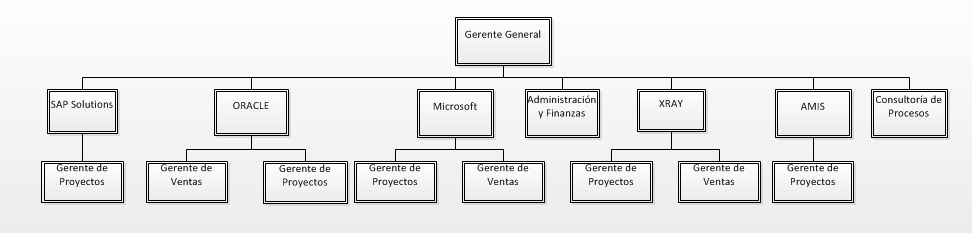 Gerente General
SAP Solutions
ORACLE
Microsoft
Administración
y Finanzas
XRAY
AMIS
Consultoría de
Procesos
Gerente de
Proyectos
Gerente de
Ventas
Gerente de
Proyectos
Gerente de
Proyectos
Gerente de
Ventas
Gerente de
Proyectos
Gerente de
Ventas
Gerente de
Proyectos